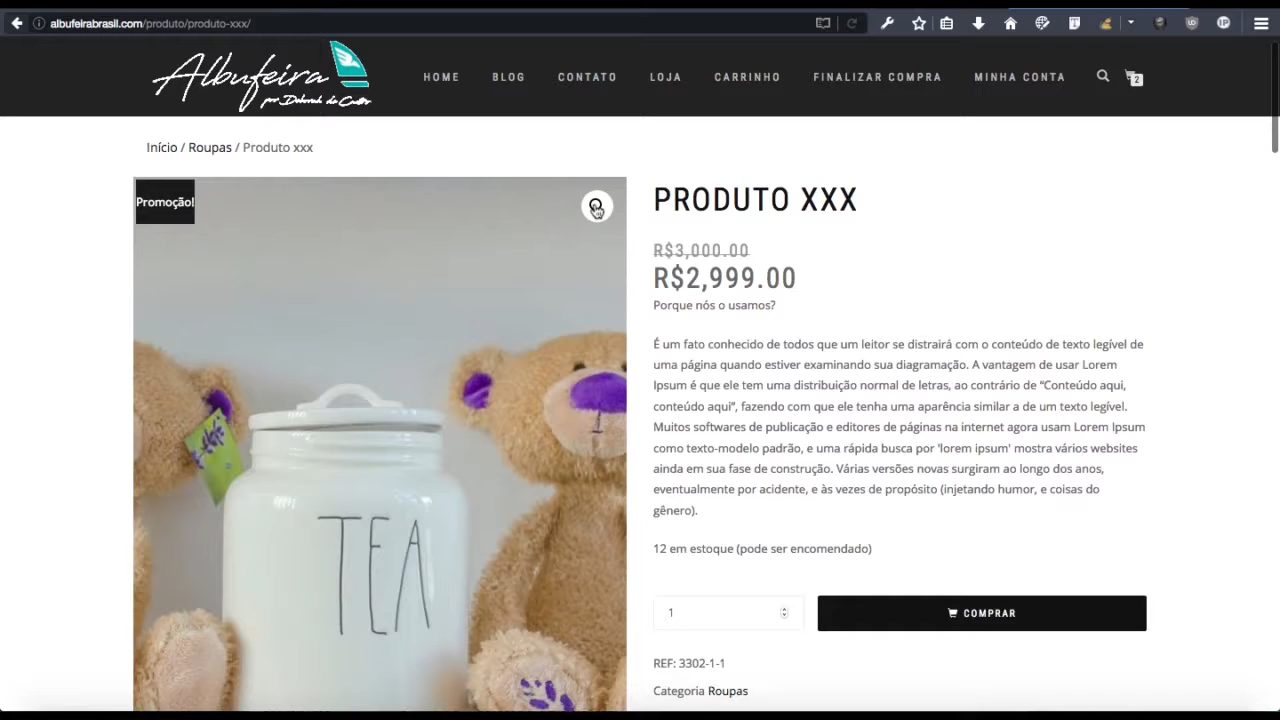 albufeirabrasil.com/produto/produto-xxx/
Albufeira
HOME BLOG CONTATO LOJA CARRINHO FINALIZAR COMPRA MINHA CONTA 2
Início / Roupas / Produto xxx
Promoção!
PRODUTO XXX
R$3,000.00
R$2,999.00
Porque nós o usamos?
É um fato conhecido de todos que um leitor se distrairá com o conteúdo de texto legível de
uma página quando estiver examinando sua diagramação. A vantagem de usar Lorem
Ipsum é que ele tem uma distribuição normal de letras, ao contrário de “Conteúdo aqui,
conteúdo aqui”, fazendo com que ele tenha uma aparência similar a de um texto legível.
Muitos softwares de publicação e editores de páginas na internet agora usam Lorem Ipsum
como texto-modelo padrão, e uma rápida busca por 'lorem ipsum' mostra vários websites
ainda em sua fase de construção. Várias versões novas surgiram ao longo dos anos,
eventualmente por acidente, e às vezes de propósito (injetando humor, e coisas do
gênero).
12 em estoque (pode ser encomendado)
TEA
1
COMPRAR
REF: 3302-1-1
Categoria Roupas